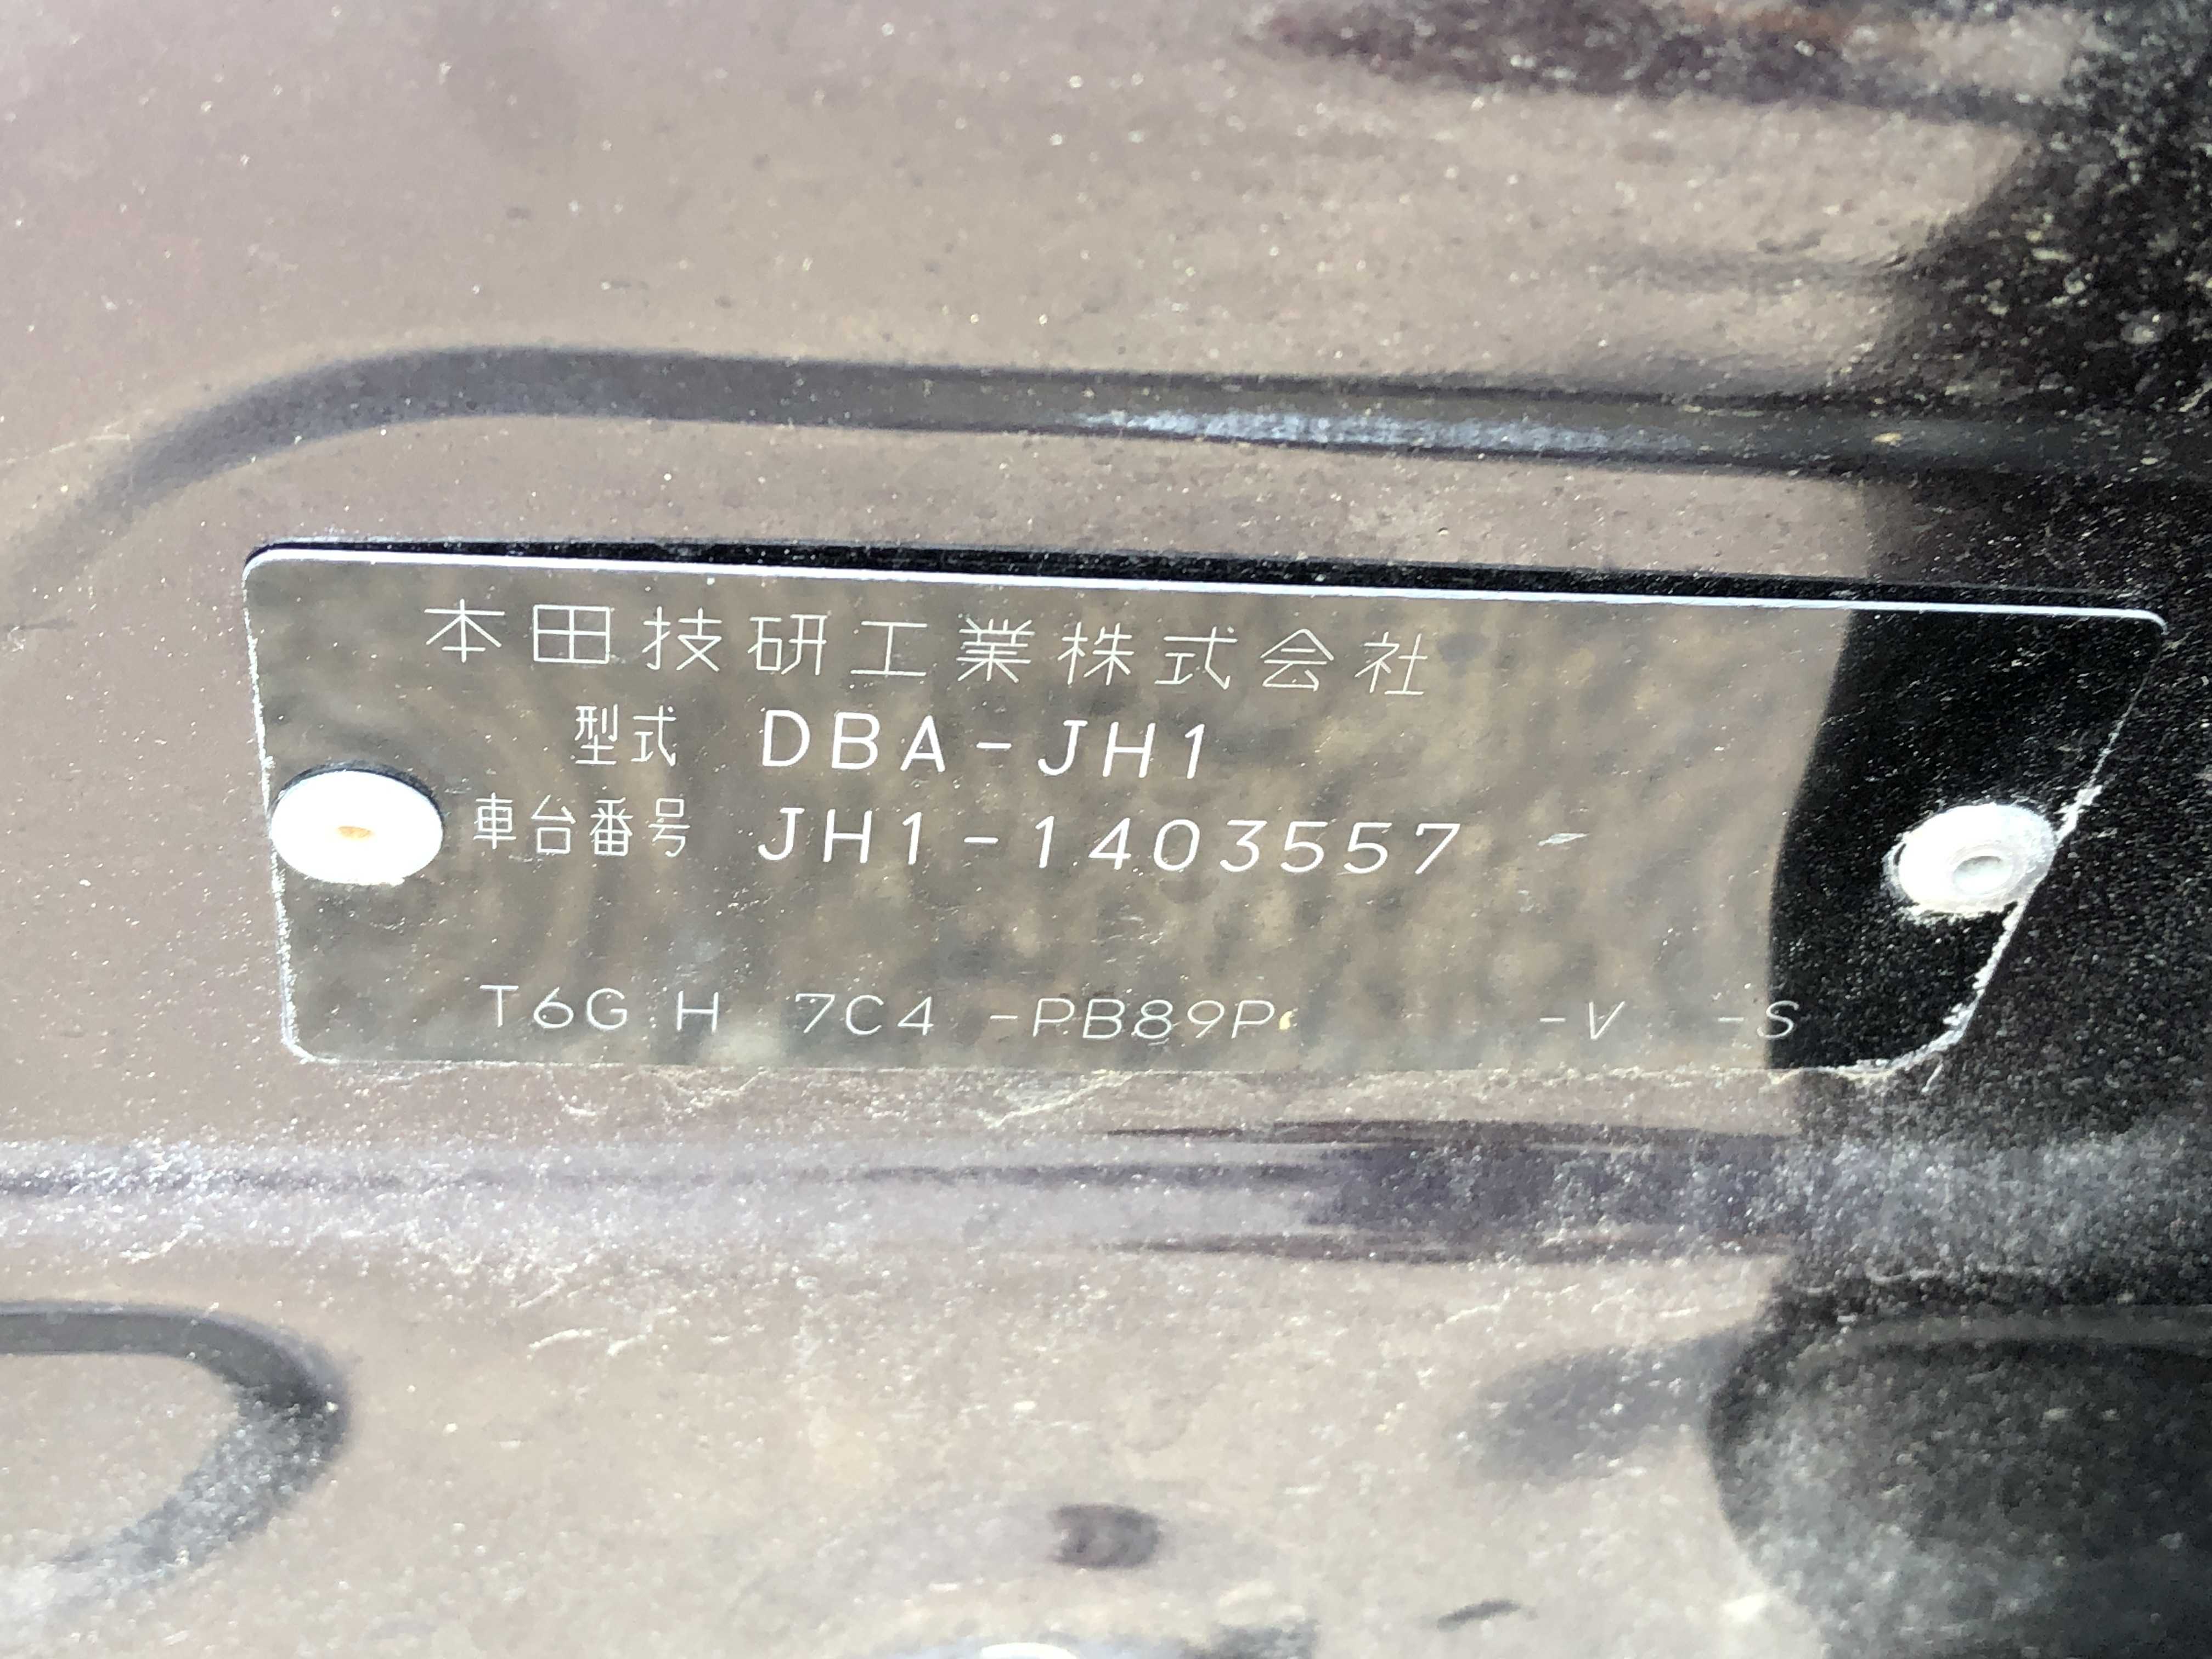 本田技研工業株式会社
型式 DBA-JH1
車台番号 JH1-1403557
T6G H 7C4 -PB89P -V -S